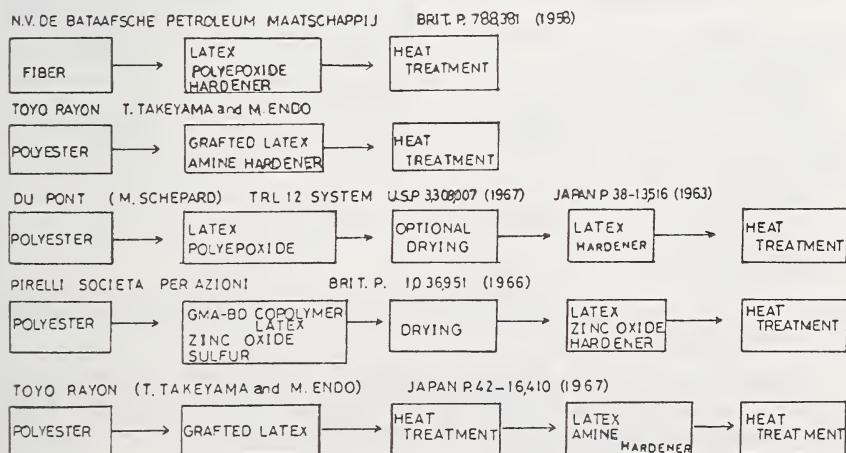 N.V. DE BATAAFSCHE PETROLEUM MAATSCHAPPIJ BRIT. P. 788,381 (1958)
FIBER
LATEX
POLYEPOXIDE
HARDENER
HEAT
TREATMENT
TOYO RAYON T. TAKEYAMA and M. ENDO
POLYESTER
GRAFTED LATEX
AMINE HARDENER
HEAT
TREATMENT
DU PONT (M. SCHEPARD) TRL 12 SYSTEM U.S.P 3,308,007 (1967) JAPAN P 38-13,516 (1963)
POLYESTER
LATEX
POLYEPOXIDE
OPTIONAL
DRYING
LATEX
HARDENER
HEAT
TREATMENT
PIRELLI SOCIETA PER AZIONI BRIT. P. 1,036,951 (1966)
POLYESTER
GMA-BD COPOLYMER
LATEX
ZINC OXIDE
SULFUR
DRYING
LATEX
ZINC OXIDE
HARDENER
HEAT
TREATMENT
TOYO RAYON (T. TAKEYAMA and M. ENDO) JAPAN P. 42-16,410 (1967)
POLYESTER
GRAFTED LATEX
HEAT
TREATMENT
LATEX
AMINE
HARDENER
HEAT
TREATMENT